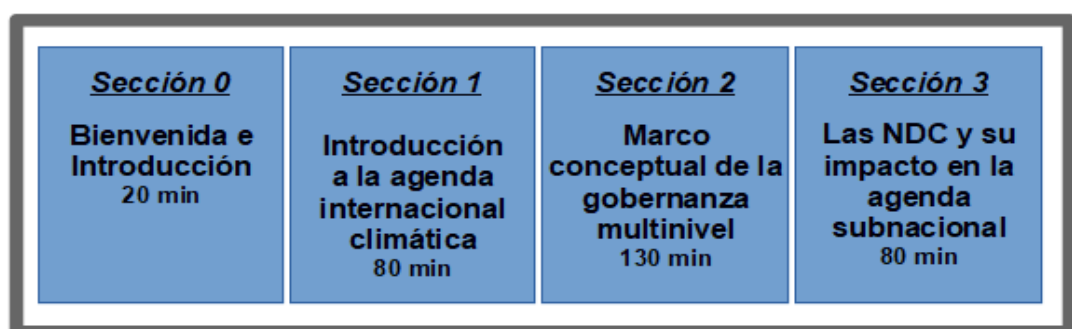 Sección 0
Bienvenida e
Introducción
20 min
Sección 1
Introducción
a la agenda
internacional
climática
80 min
Sección 2
Marco
conceptual de la
gobernanza
multinivel
130 min
Sección 3
Las NDC y su
impacto en la
agenda
subnacional
80 min